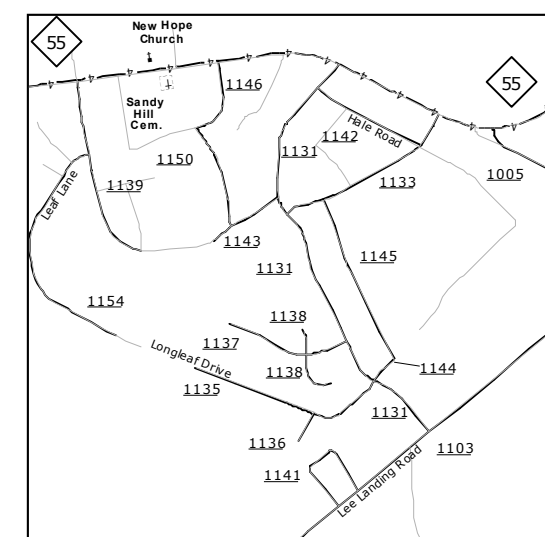 New Hope
Church
55
55
1146
Sandy
Hill
Cem.
Hale Road
1142
1150
1131
1005
1139
1133
Leaf Lane
1143
1131
1145
1154
1138
1137
Longleaf Drive
1138
1144
1135
1131
1136
1103
1141
Lee Landing Road